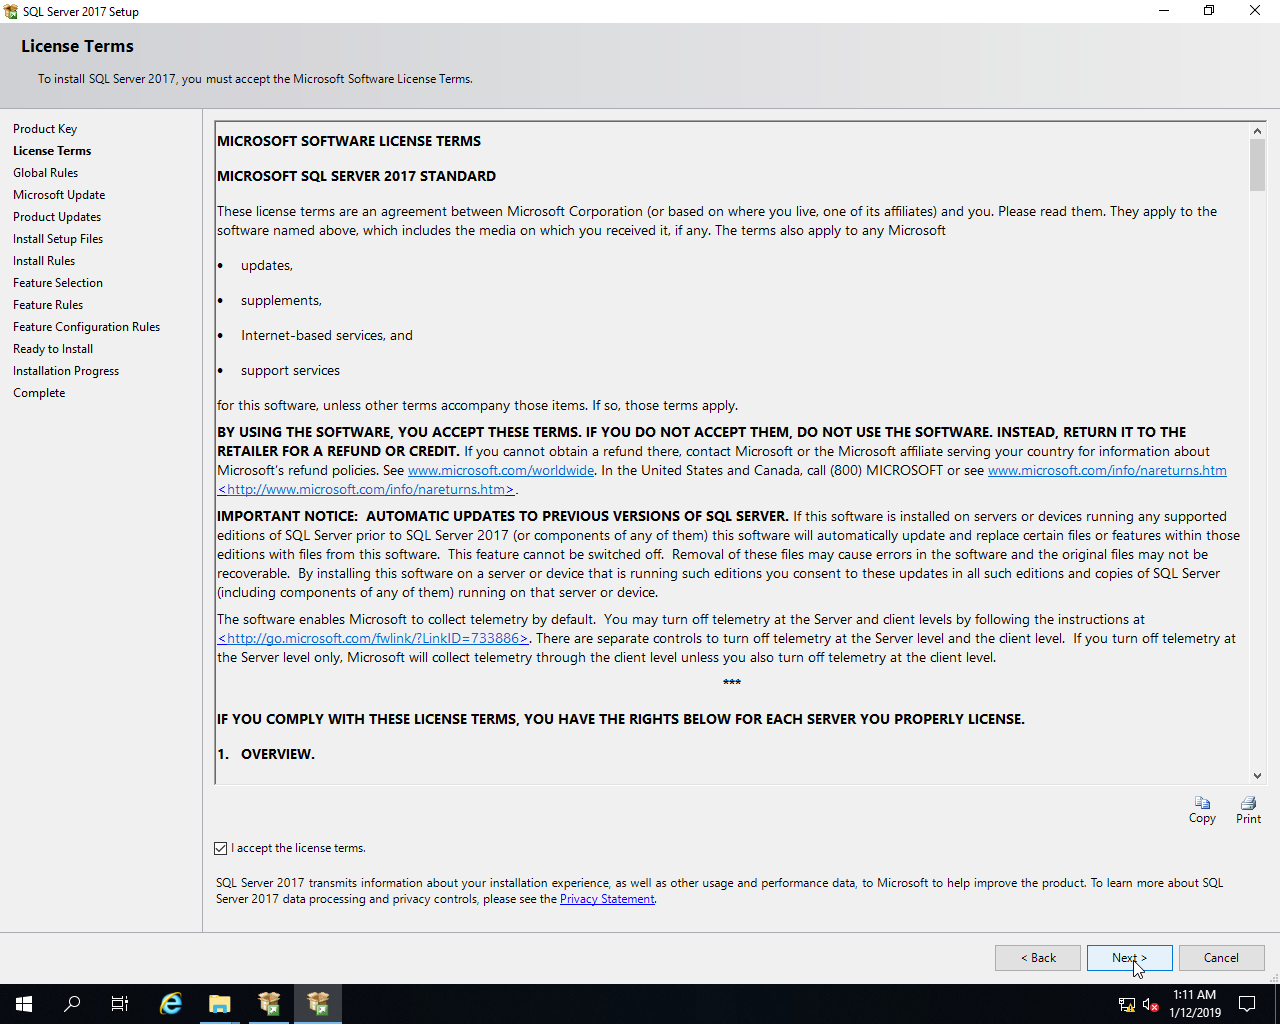 SQL Server 2017 Setup
License Terms
To install SQL Server 2017, you must accept the Microsoft Software License Terms.
Product Key
License Terms
Global Rules
Microsoft Update
Product Updates
Install Setup Files
Install Rules
Feature Selection
Feature Rules
Feature Configuration Rules
Ready to Install
Installation Progress
Complete
MICROSOFT SOFTWARE LICENSE TERMS
MICROSOFT SQL SERVER 2017 STANDARD
These license terms are an agreement between Microsoft Corporation (or based on where you live, one of its affiliates) and you. Please read them. They apply to the
software named above, which includes the media on which you received it, if any. The terms also apply to any Microsoft
• updates,
• supplements,
• Internet-based services, and
• support services
for this software, unless other terms accompany those items. If so, those terms apply.
BY USING THE SOFTWARE, YOU ACCEPT THESE TERMS. IF YOU DO NOT ACCEPT THEM, DO NOT USE THE SOFTWARE. INSTEAD, RETURN IT TO THE
RETAILER FOR A REFUND OR CREDIT. If you cannot obtain a refund there, contact Microsoft or the Microsoft affiliate serving your country for information about
Microsoft's refund policies. See www.microsoft.com/worldwide. In the United States and Canada, call (800) MICROSOFT or see www.microsoft.com/info/nareturns.htm
<http://www.microsoft.com/info/nareturns.htm>.
IMPORTANT NOTICE: AUTOMATIC UPDATES TO PREVIOUS VERSIONS OF SQL SERVER. If this software is installed on servers or devices running any supported
editions of SQL Server prior to SQL Server 2017 (or components of any of them) this software will automatically update and replace certain files or features within those
editions with files from this software. This feature cannot be switched off. Removal of these files may cause errors in the software and the original files may not be
recoverable. By installing this software on a server or device that is running such editions you consent to these updates in all such editions and copies of SQL Server
(including components of any of them) running on that server or device.
The software enables Microsoft to collect telemetry by default. You may turn off telemetry at the Server and client levels by following the instructions at
<http://go.microsoft.com/fwlink/?LinkID=733886>. There are separate controls to turn off telemetry at the Server level and the client level. If you turn off telemetry at
the Server level only, Microsoft will collect telemetry through the client level unless you also turn off telemetry at the client level.
***
IF YOU COMPLY WITH THESE LICENSE TERMS, YOU HAVE THE RIGHTS BELOW FOR EACH SERVER YOU PROPERLY LICENSE.
1. OVERVIEW.
Copy
Print
I accept the license terms.
SQL Server 2017 transmits information about your installation experience, as well as other usage and performance data, to Microsoft to help improve the product. To learn more about SQL
Server 2017 data processing and privacy controls, please see the Privacy Statement.
< Back
Next >
Cancel
1:11 AM
1/12/2019